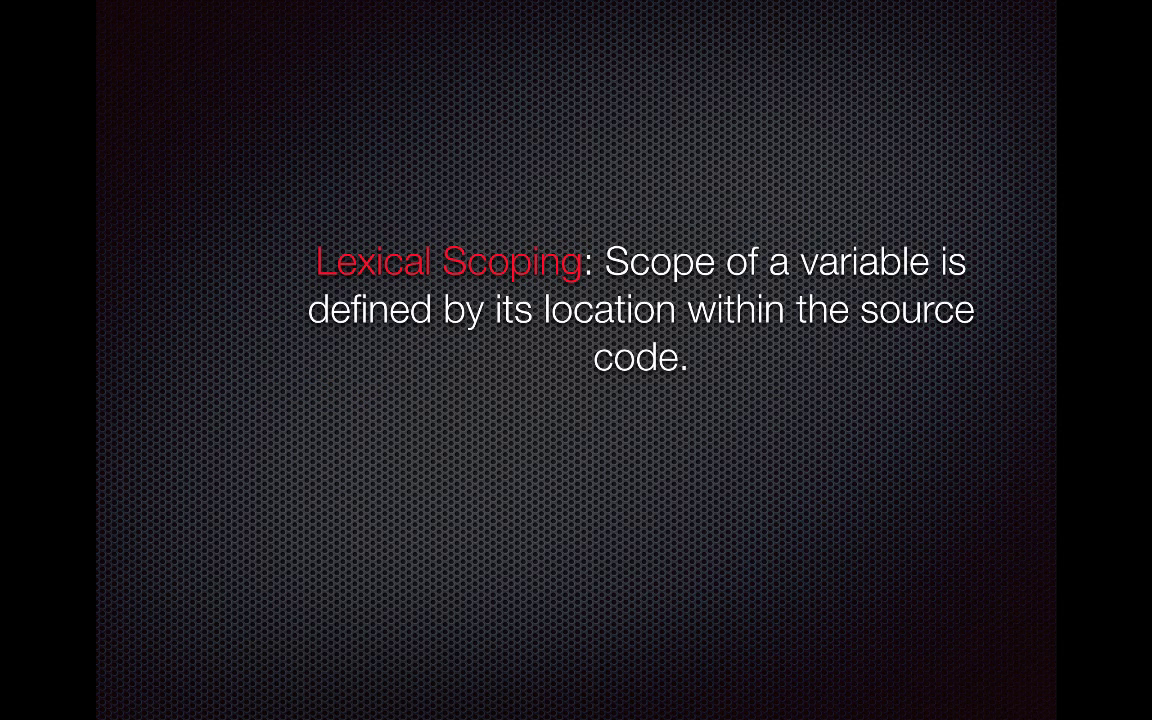 Lexical Scoping: Scope of a variable is
defined by its location within the source
code.